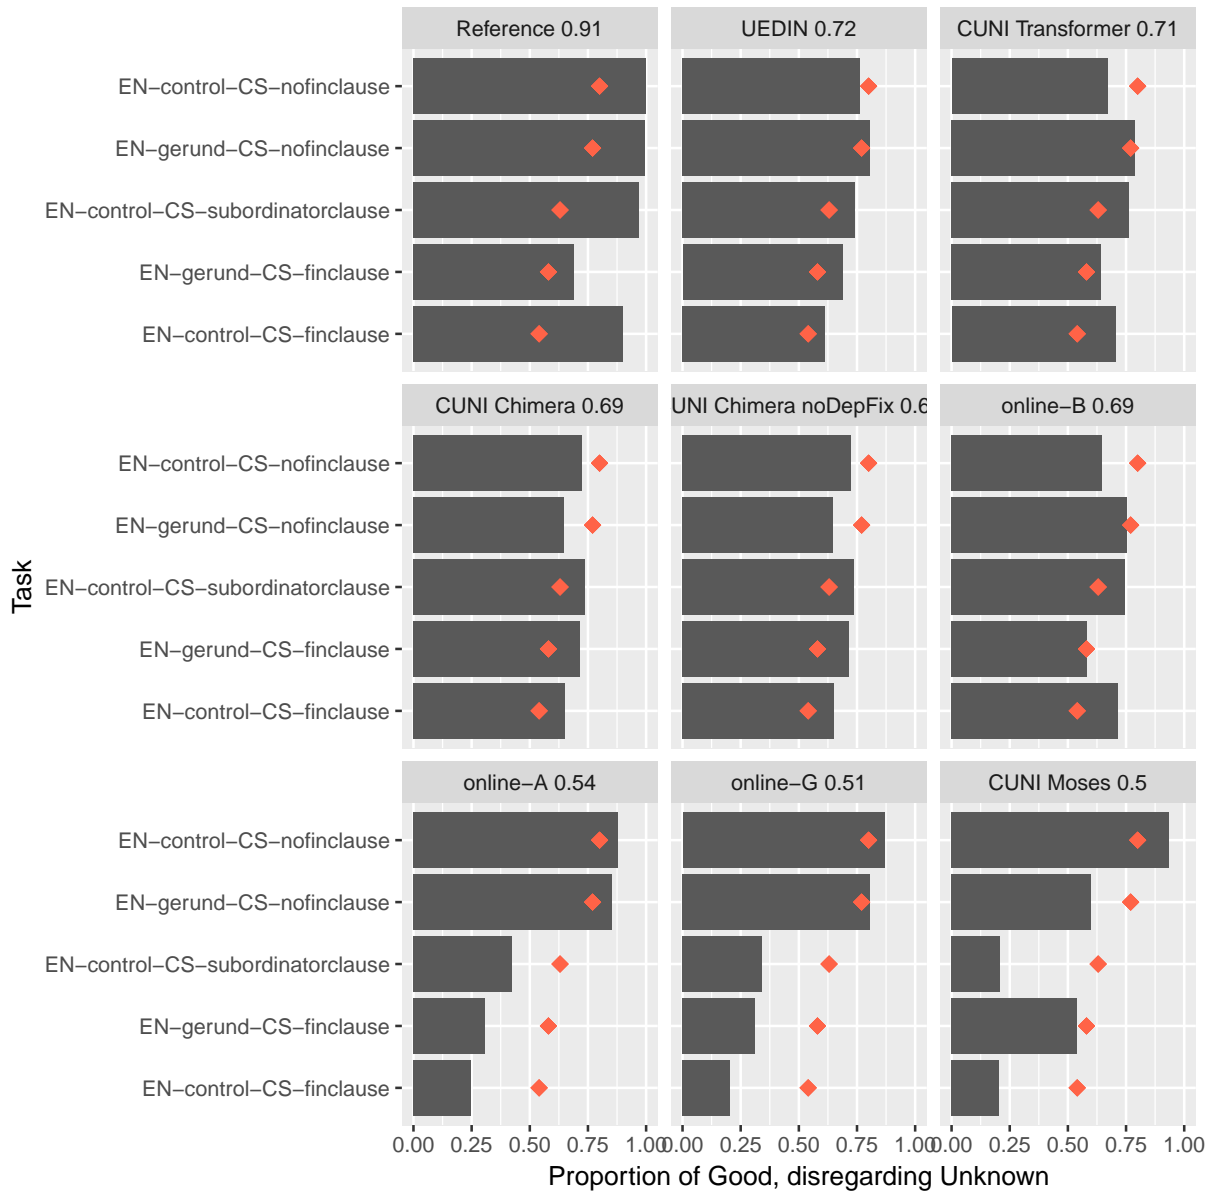 Reference 0.91
UEDIN 0.72
CUNI Transformer 0.71
EN−control−CS−nofinclause
EN−gerund−CS−nofinclause
EN−control−CS−subordinatorclause
EN−gerund−CS−finclause
EN−control−CS−finclause
CUNI Chimera 0.69
UNI Chimera noDepFix 0.6
online−B 0.69
EN−control−CS−nofinclause
EN−gerund−CS−nofinclause
EN−control−CS−subordinatorclause
EN−gerund−CS−finclause
EN−control−CS−finclause
Task
online−A 0.54
online−G 0.51
CUNI Moses 0.5
EN−control−CS−nofinclause
EN−gerund−CS−nofinclause
EN−control−CS−subordinatorclause
EN−gerund−CS−finclause
EN−control−CS−finclause
0.00 0.25 0.50 0.75 1.00
0.00 0.25 0.50 0.75 1.00
0.00 0.25 0.50 0.75 1.00
Proportion of Good, disregarding Unknown